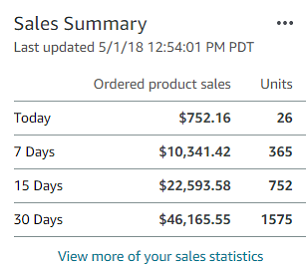 Sales Summary
Last updated 5/1/18 12:54:01 PM PDT
Ordered product sales Units
Today $752.16 26
7 Days $10,341.42 365
15 Days $22,593.58 752
30 Days $46,165.55 1575
View more of your sales statistics